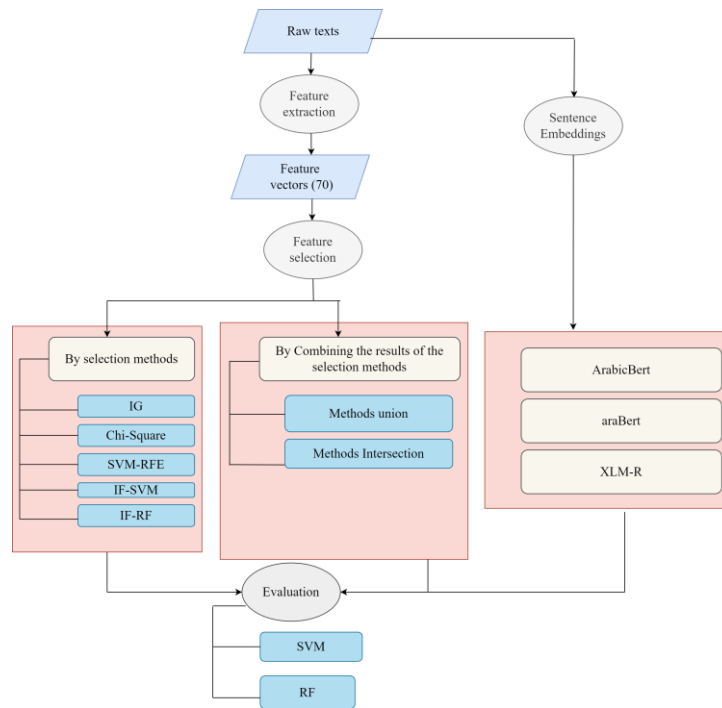 Raw texts
Feature
extraction
Sentence
Embeddings
Feature
vectors (70)
Feature
selection
By selection methods
IG
Chi-Square
SVM-RFE
IF-SVM
IF-RF
By Combining the results of the
selection methods
Methods union
Methods Intersection
ArabicBert
araBert
XLM-R
Evaluation
SVM
RF